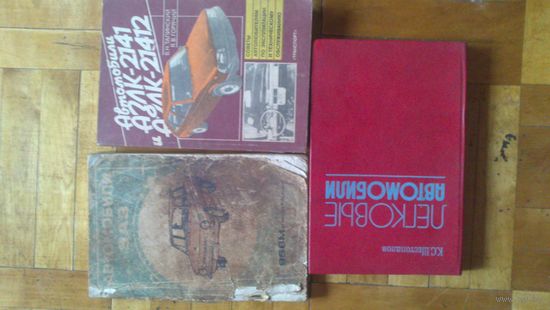 Автомобили
АЗЛК-2141
и АЗЛК-21412
В.Н.
Я.В.
СОВЕТЫ
АВТОЛЮБИТЕЛЯМ
ПО ЭКСПЛУАТАЦИИ
И ТЕХНИЧЕСКОМУ
ОБСЛУЖИВАНИЮ
ТРАНСПОРТ
АВТОМОБИЛИ
ЗАЗ
К.С. Шестопалов
ЛЕГКОВЫЕ
АВТОМОБИЛИ